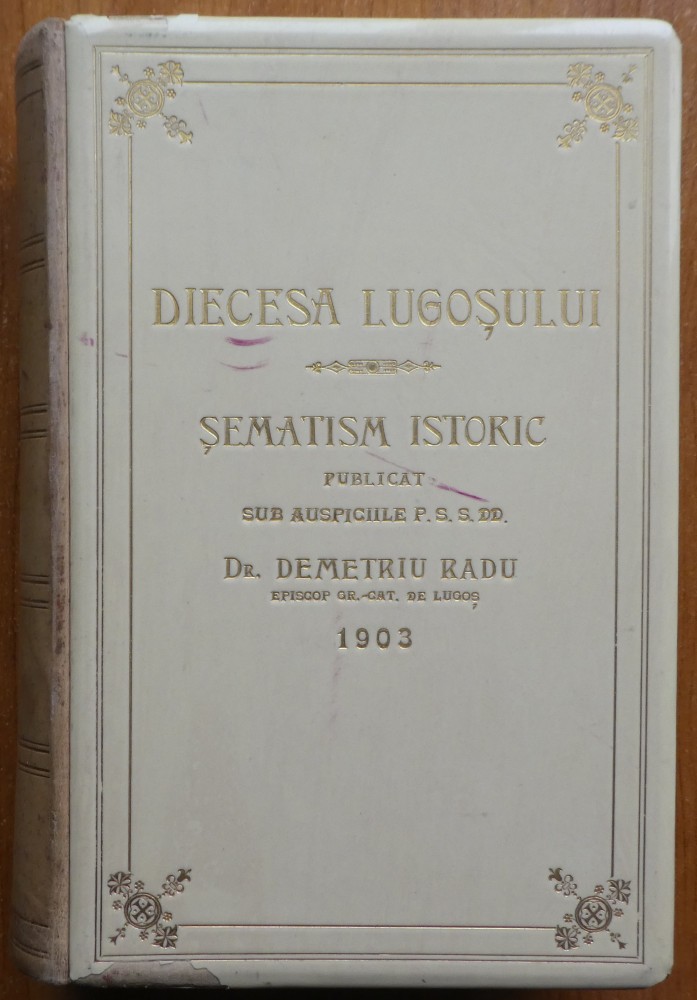 DIECESA LUGOȘULUI
ȘEMATISM ISTORIC
PUBLICAT
SUB AUSPICIILE P. S. S. DD.
DR. DEMETRIU RADU
EPISCOP GR.-CAT. DE LUGOȘ
1903